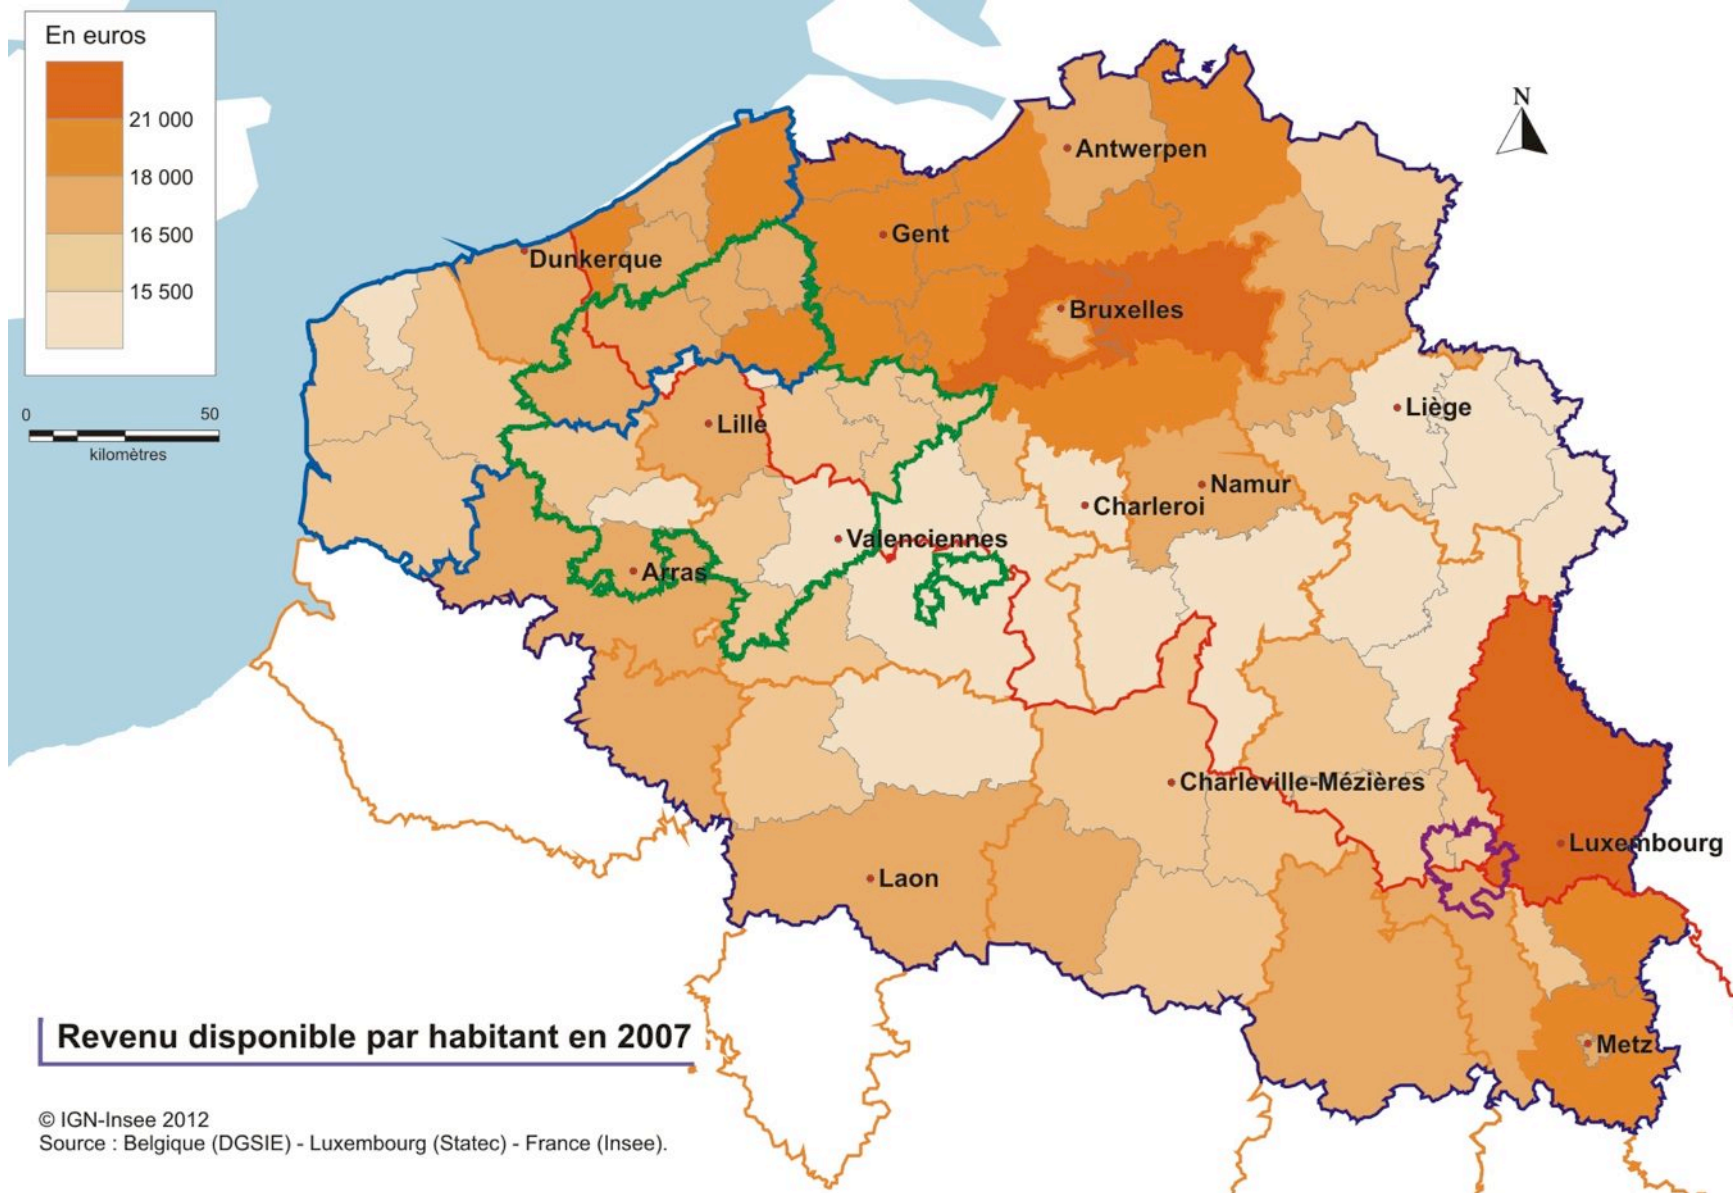 En euros
21 000
18 000
16 500
15 500
0 50
kilomètres
N
Antwerpen
Gent
Dunkerque
Bruxelles
Liège
Lille
Namur
Charleroi
Valenciennes
Arras
Charleville-Mézières
Luxembourg
Laon
Metz
Revenu disponible par habitant en 2007
© IGN-Insee 2012
Source : Belgique (DGSIE) - Luxembourg (Statec) - France (Insee).